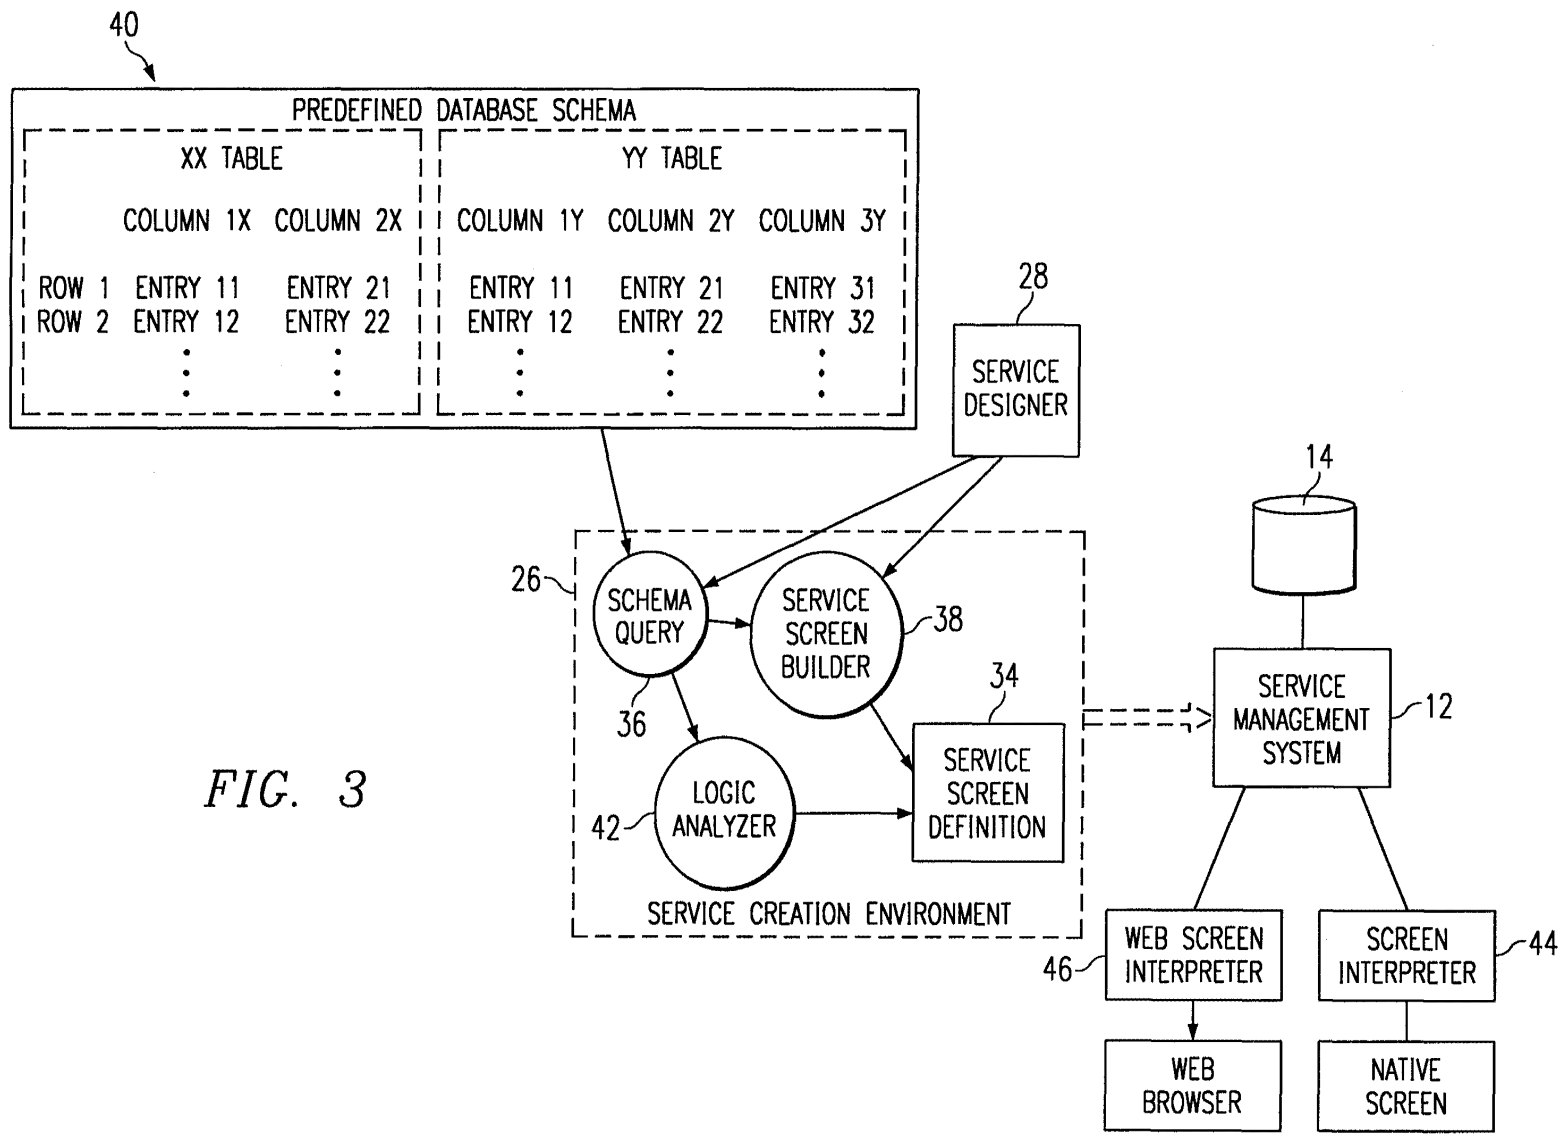 40
PREDEFINED DATABASE SCHEMA
XX TABLE
COLUMN 1X COLUMN 2X
ROW 1 ENTRY 11 ENTRY 21
ROW 2 ENTRY 12 ENTRY 22
YY TABLE
COLUMN 1Y COLUMN 2Y COLUMN 3Y
ENTRY 11 ENTRY 21 ENTRY 31
ENTRY 12 ENTRY 22 ENTRY 32
28
SERVICE
DESIGNER
14
26
SCHEMA
QUERY
36
SERVICE
SCREEN
BUILDER
38
34
SERVICE
SCREEN
DEFINITION
LOGIC
ANALYZER
42
SERVICE CREATION ENVIRONMENT
SERVICE
MANAGEMENT
SYSTEM
12
FIG. 3
WEB SCREEN
INTERPRETER
46
SCREEN
INTERPRETER
44
WEB
BROWSER
NATIVE
SCREEN